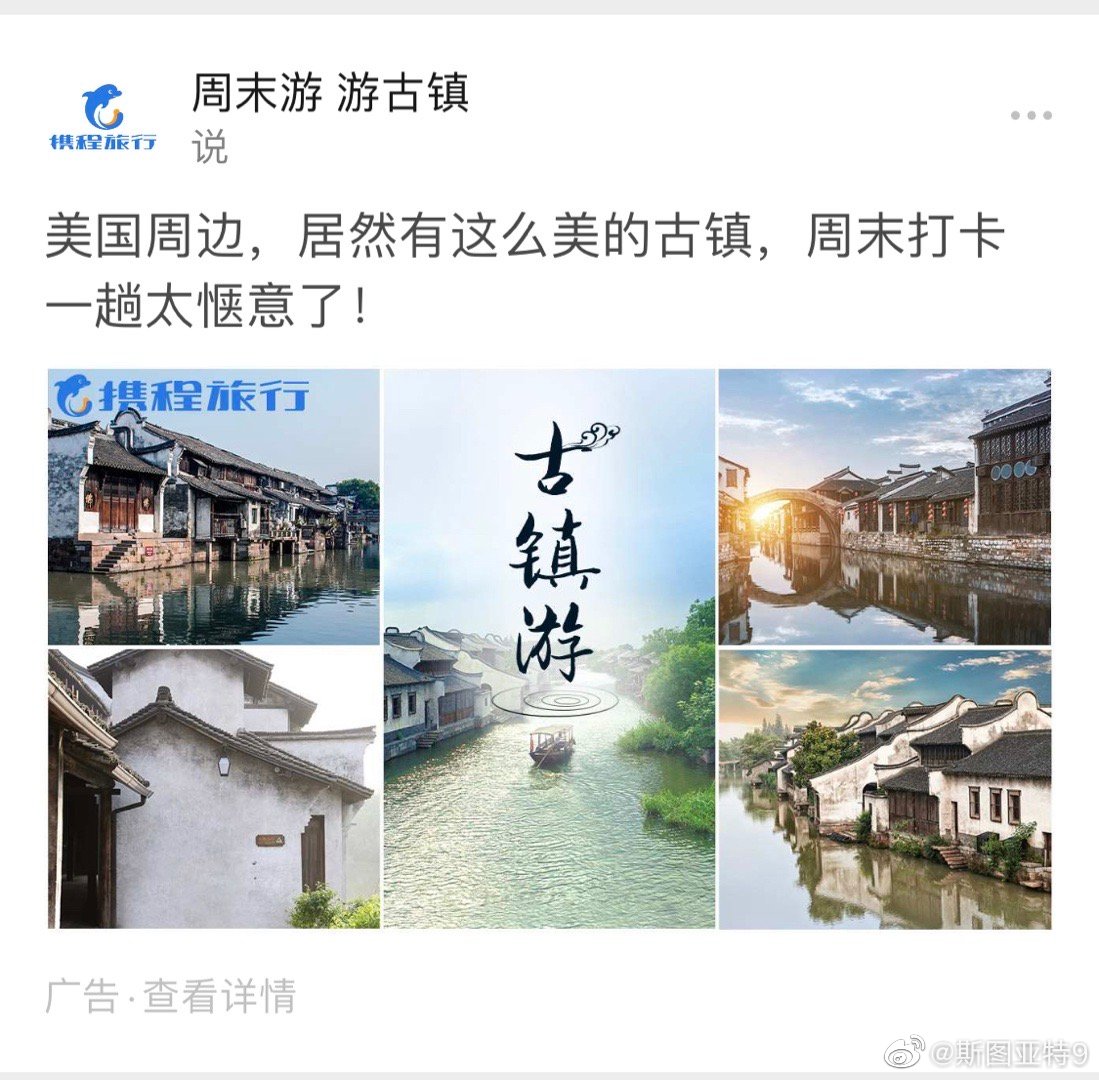 携程旅行
周末游 游古镇
说
美国周边，居然有这么美的古镇，周末打卡
一趟太惬意了！
携程旅行
古镇游
广告·查看详情
@斯图亚特9